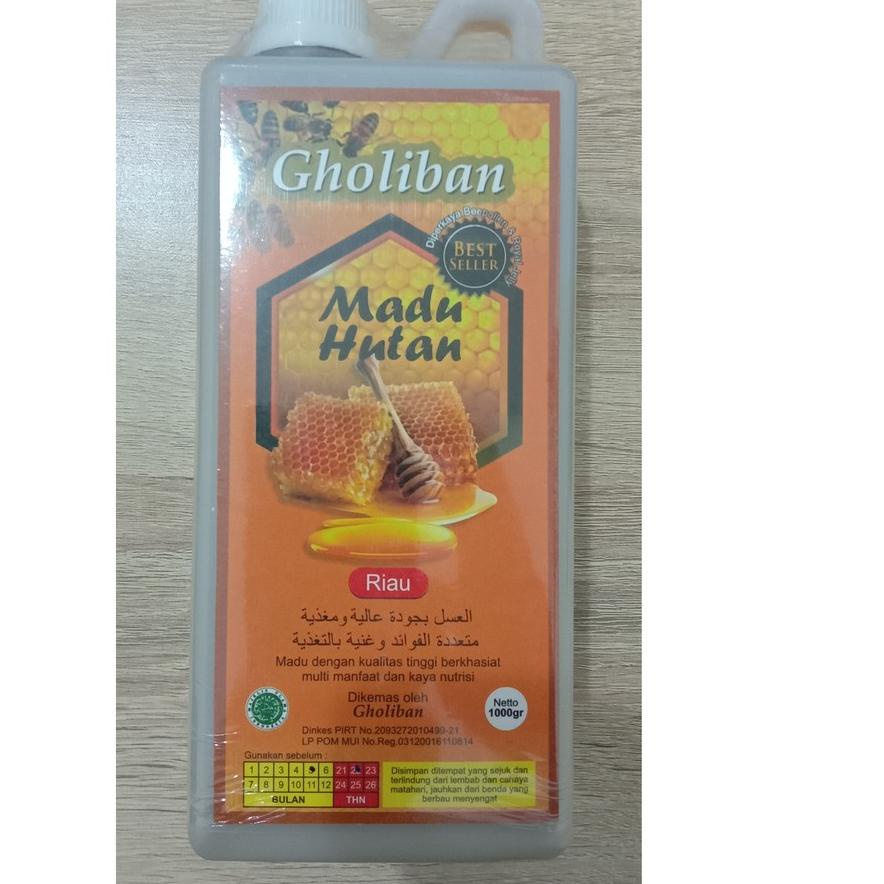 Gholiban
Diperkaya Beepollen & Royal Jelly
BEST
SELLER
Madu
Hutan
Riau
العسل بجودة عالية ومغذية
متعددة الفوائد وغنية بالتغذية
Madu dengan kualitas tinggi berkhasiat
multi manfaat dan kaya nutrisi
Dikemas oleh
Gholiban
Netto
1000gr
Dinkes PIRT No.2093272010499-21
LP POM MUI No.Reg.03120016110814
Gunakan sebelum :
1 2 3 4 6 21 23
7 8 9 10 11 12 24 25 26
BULAN THN
Disimpan ditempat yang sejuk dan
terlindung dari lembab dan cahaya
matahari, jauhkan dari benda yang
berbau menyengat